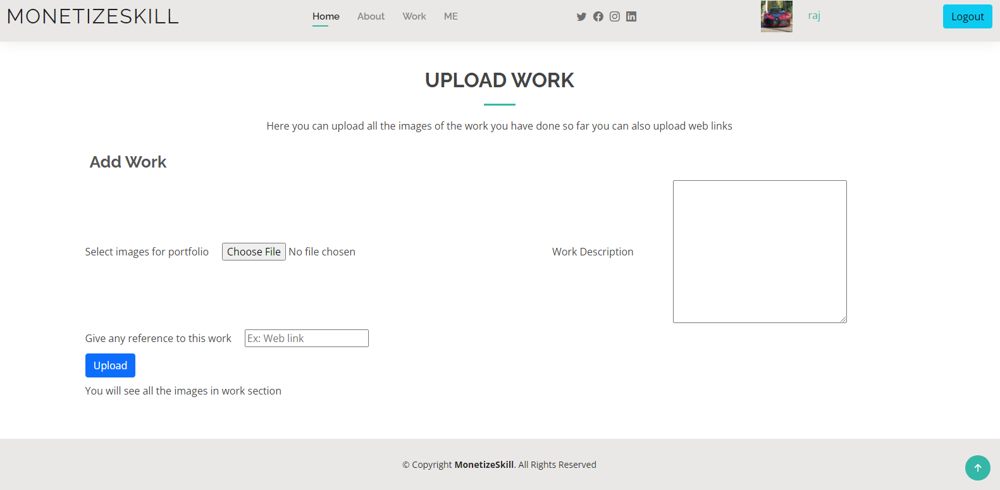 MONETIZESKILL
Home About Work ME
raj
Logout
UPLOAD WORK
Here you can upload all the images of the work you have done so far you can also upload web links
Add Work
Select images for portfolio Choose File No file chosen Work Description
Give any reference to this work Ex: Web link
Upload
You will see all the images in work section
© Copyright MonetizeSkill. All Rights Reserved